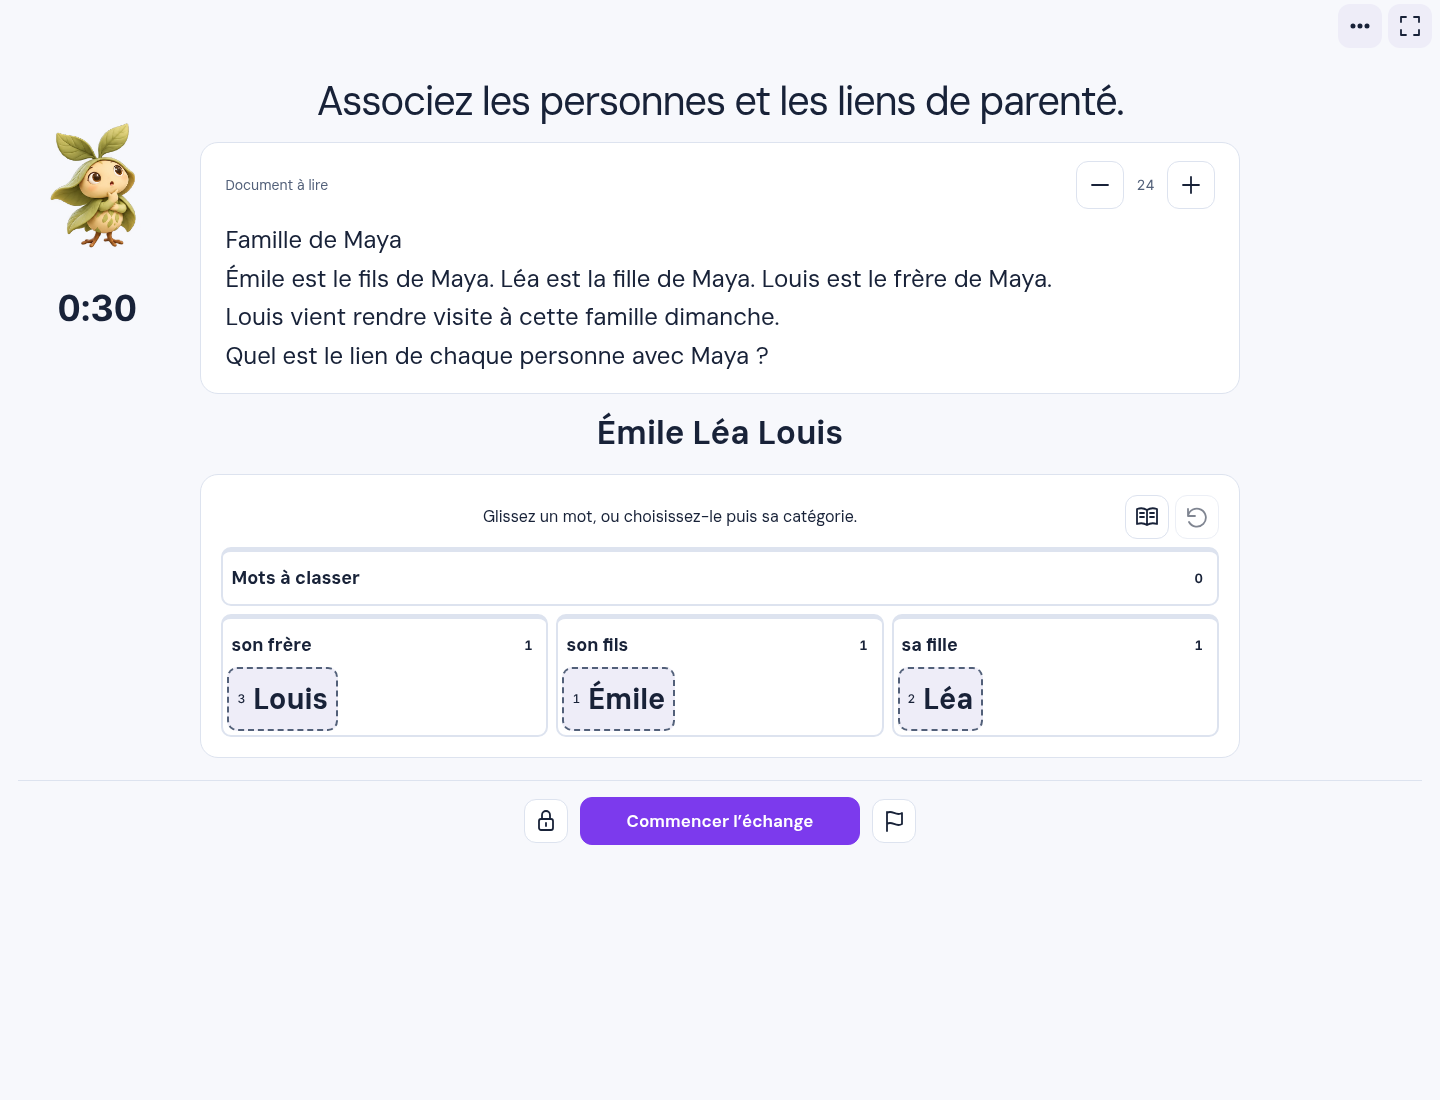 Associez les personnes et les liens de parenté.
Document à lire
24
Famille de Maya
Émile est le fils de Maya. Léa est la fille de Maya. Louis est le frère de Maya.
Louis vient rendre visite à cette famille dimanche.
Quel est le lien de chaque personne avec Maya ?
0:30
Émile Léa Louis
Glissez un mot, ou choisissez-le puis sa catégorie.
Mots à classer 0
son frère 1
3 Louis
son fils 1
1 Émile
sa fille 1
2 Léa
Commencer l’échange